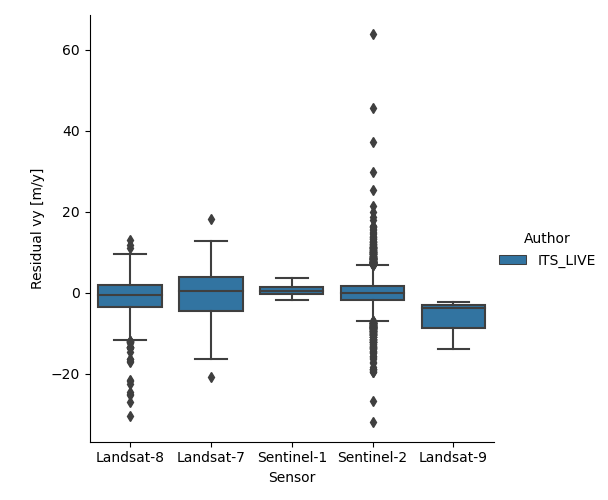 60
40
20
0
−20
Residual vy [m/y]
Landsat-8 Landsat-7 Sentinel-1 Sentinel-2 Landsat-9
Sensor
Author
ITS_LIVE